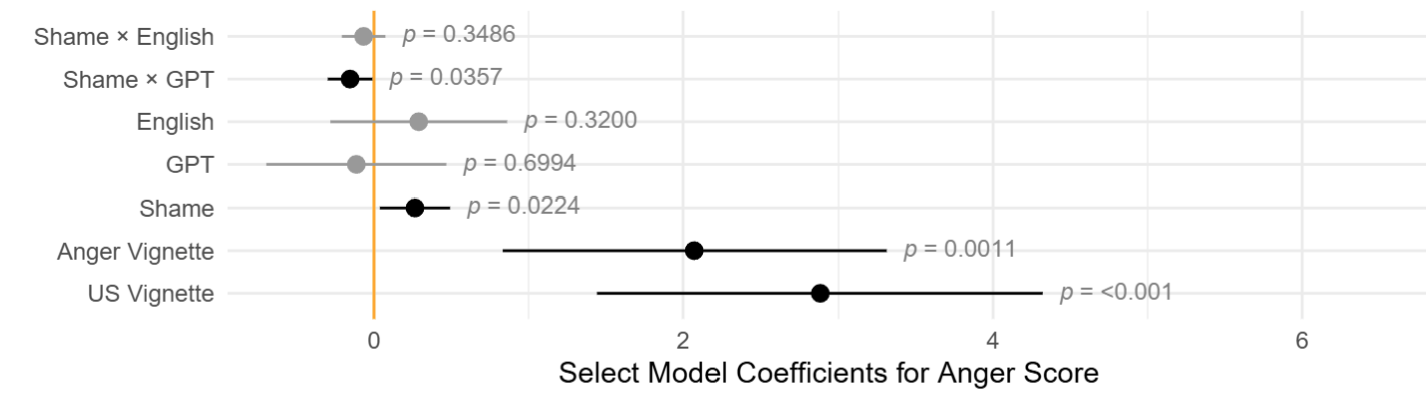 Shame × English p = 0.3486
Shame × GPT p = 0.0357
English p = 0.3200
GPT p = 0.6994
Shame p = 0.0224
Anger Vignette p = 0.0011
US Vignette p = <0.001
0 2 4 6
Select Model Coefficients for Anger Score